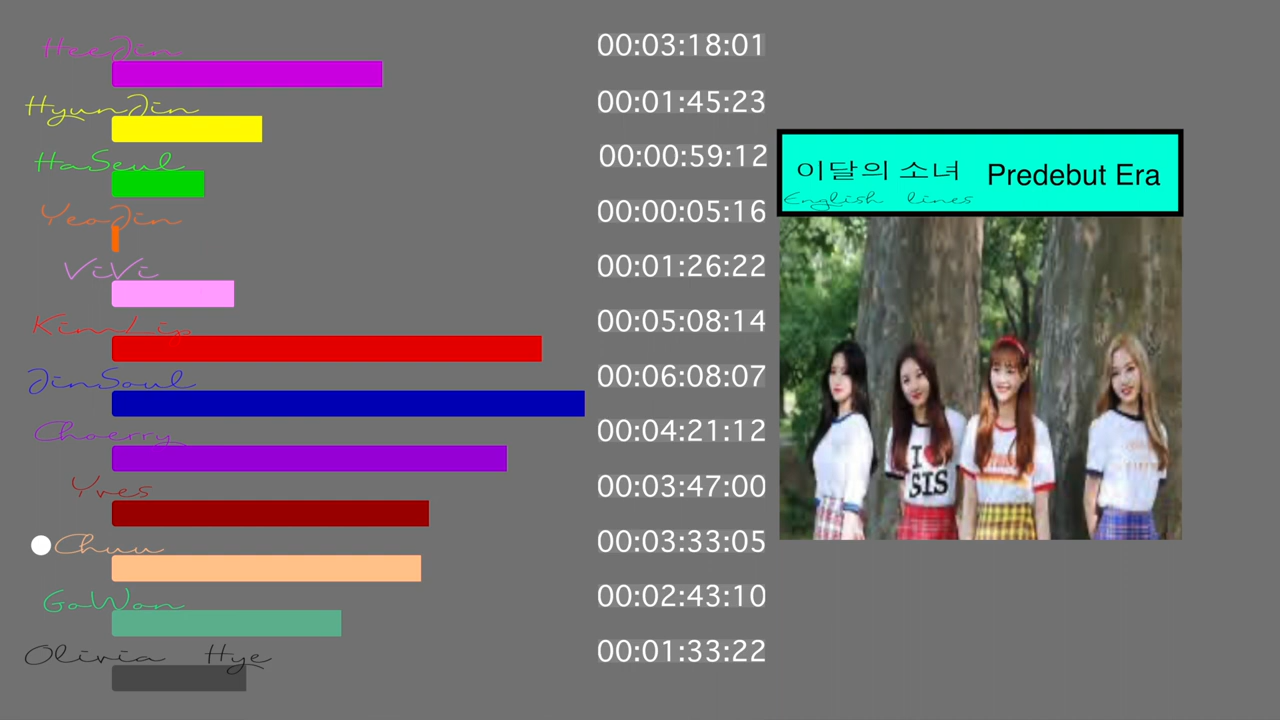 HeeJin
00:03:18:01
HyunJin
00:01:45:23
HaSeul
00:00:59:12
YeoJin
00:05:16
ViVi
00:01:26:22
KimLip
00:05:08:14
JinSoul
00:06:08:07
Choerry
00:04:21:12
Yves
00:03:47:00
Chuu
00:03:33:05
GoWon
00:02:43:10
Olivia Hye
00:01:33:22
이달의 소녀 Predebut Era
English lines
I SIS